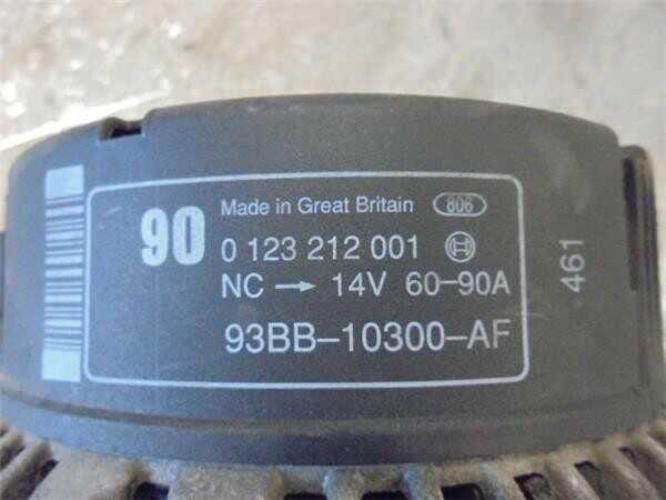 90 Made in Great Britain 806
0 123 212 001
NC → 14V 60-90A
93BB-10300-AF
461